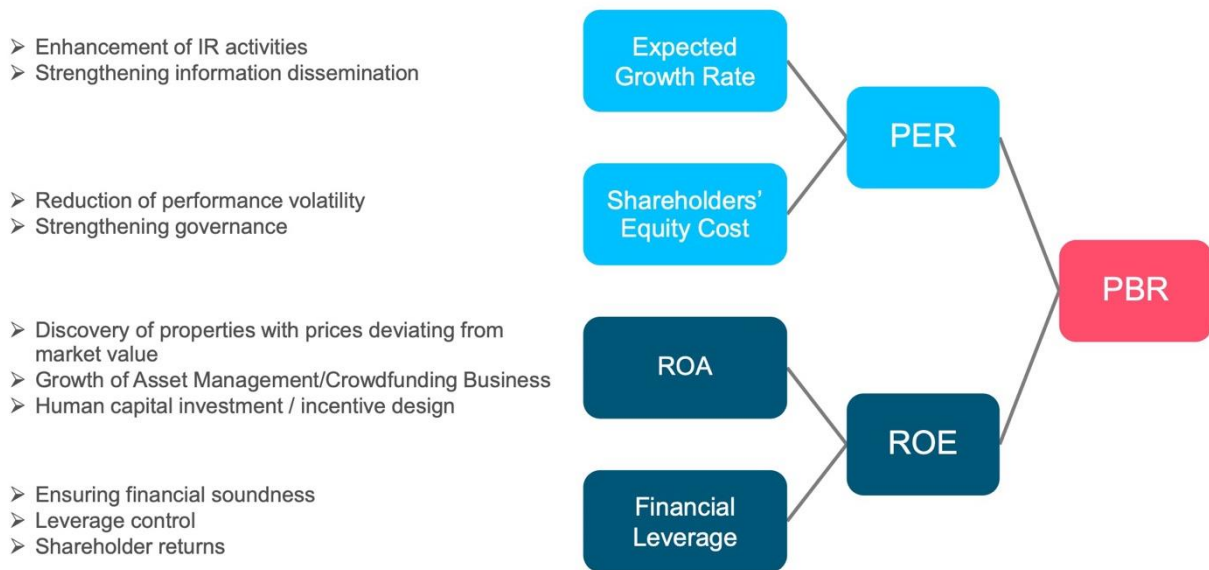 ➢ Enhancement of IR activities
➢ Strengthening information dissemination
Expected
Growth Rate
PER
➢ Reduction of performance volatility
➢ Strengthening governance
Shareholders’
Equity Cost
PBR
➢ Discovery of properties with prices deviating from
market value
➢ Growth of Asset Management/Crowdfunding Business
➢ Human capital investment / incentive design
ROA
ROE
➢ Ensuring financial soundness
➢ Leverage control
➢ Shareholder returns
Financial
Leverage